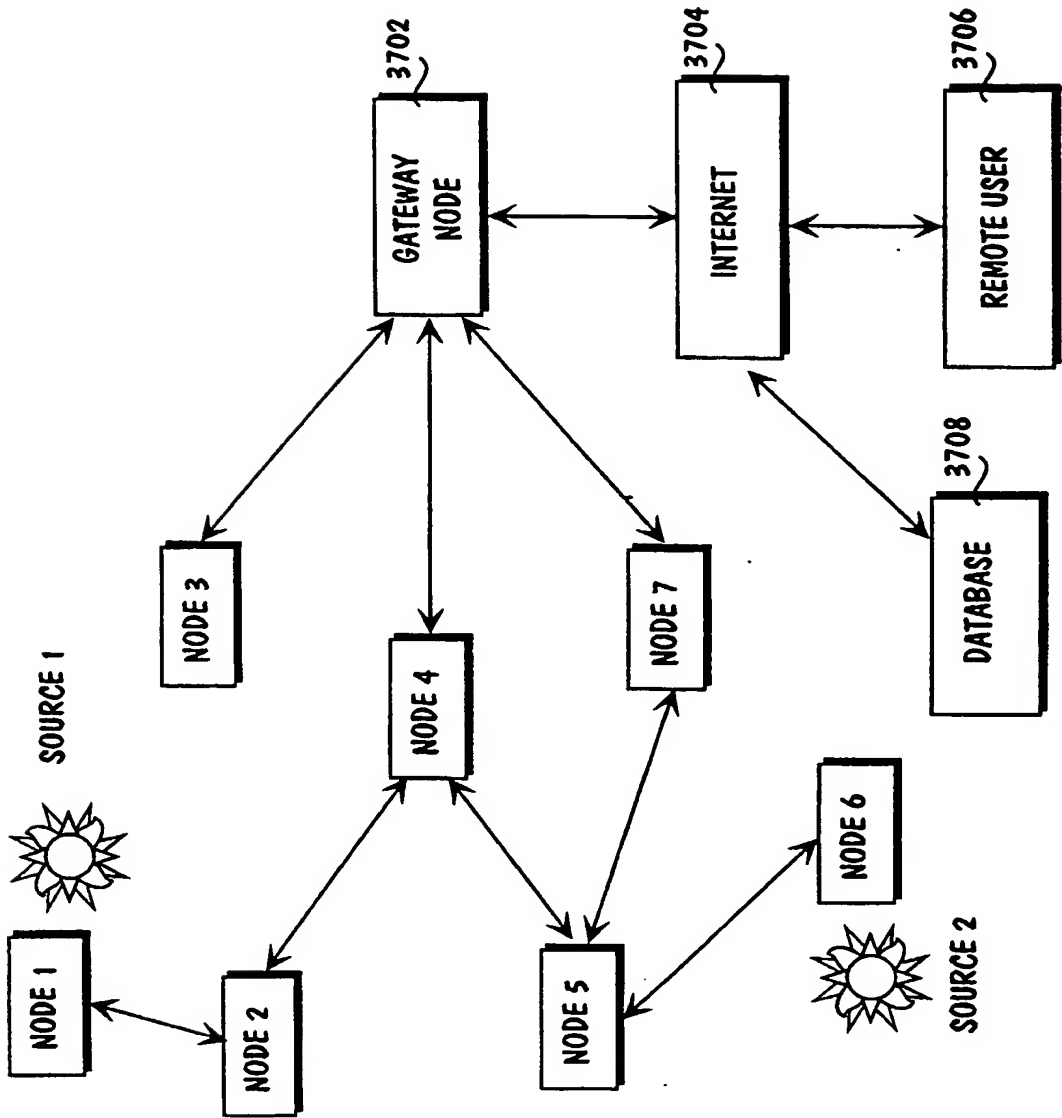 SOURCE 1
NODE 1
NODE 2
NODE 3
NODE 4
NODE 5
NODE 6
NODE 7
SOURCE 2
GATEWAY
NODE
3702
INTERNET
3704
REMOTE USER
3706
DATABASE
3708